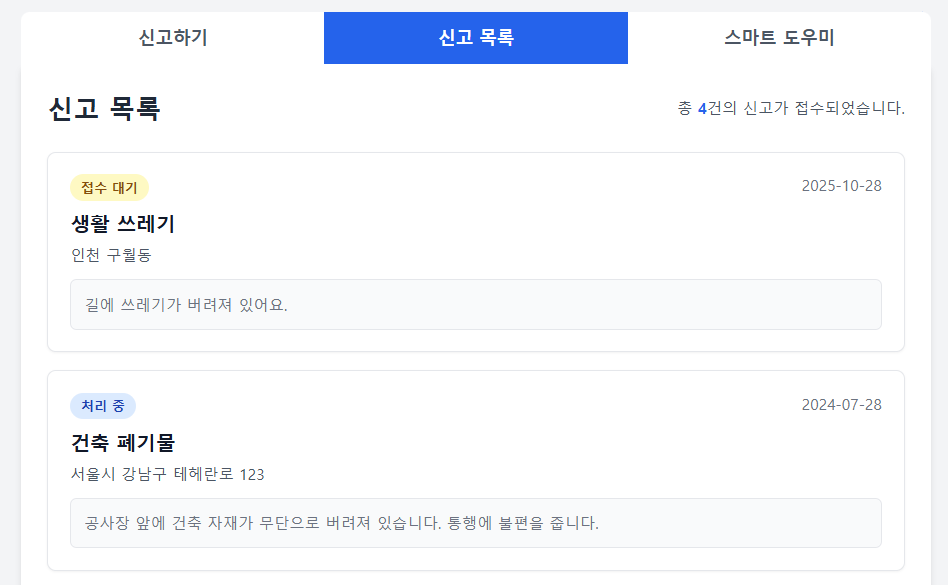 신고하기
신고 목록
스마트 도우미
신고 목록
총 4건의 신고가 접수되었습니다.
접수 대기
2025-10-28
생활 쓰레기
인천 구월동
길에 쓰레기가 버려져 있어요.
처리 중
2024-07-28
건축 폐기물
서울시 강남구 테헤란로 123
공사장 앞에 건축 자재가 무단으로 버려져 있습니다. 통행에 불편을 줍니다.